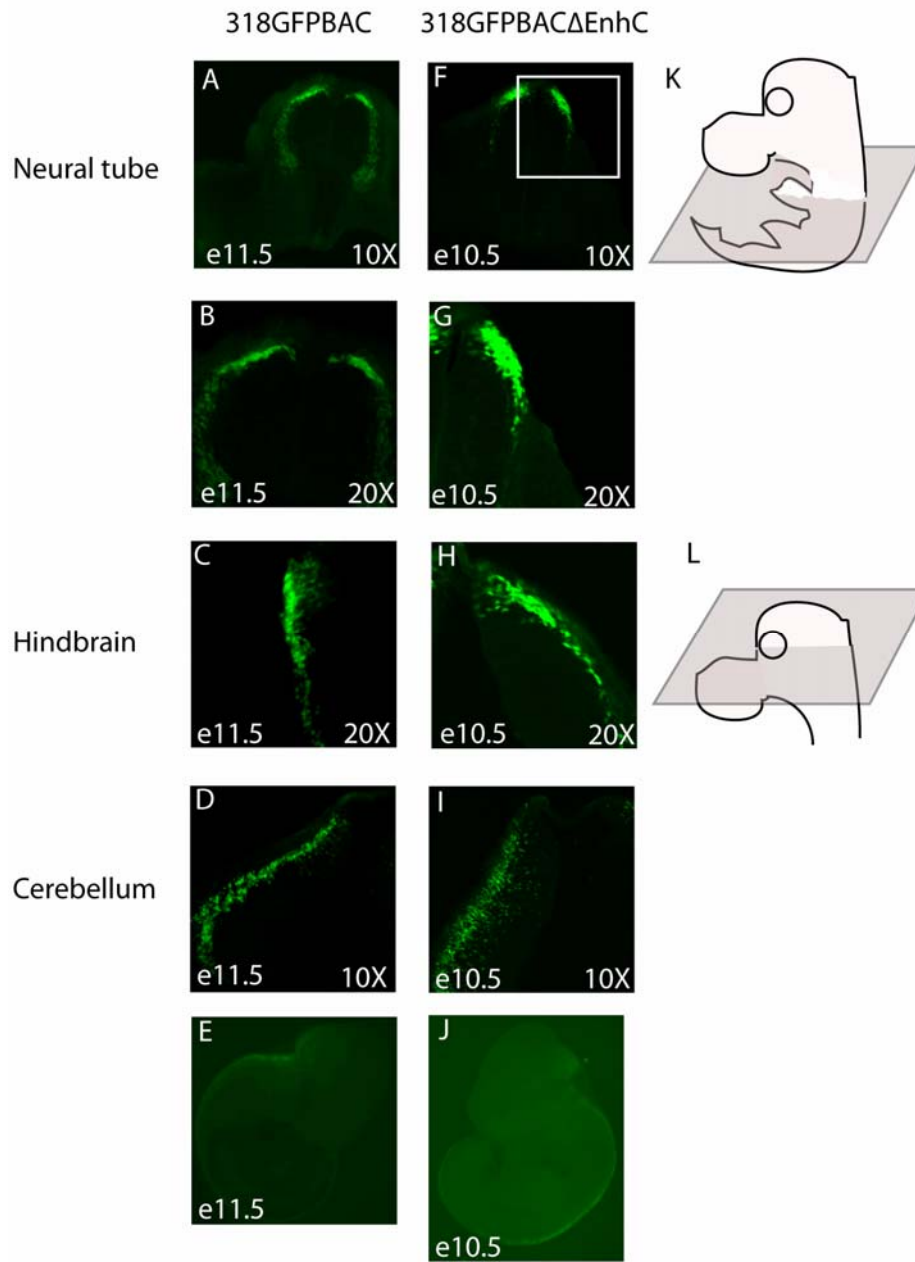 318GFPBAC 318GFPBACΔEnhC
A F K
Neural tube
e11.5 10X e10.5 10X
B G
e11.5 20X e10.5 20X
C H L
Hindbrain
e11.5 20X e10.5 20X
D I
Cerebellum
e11.5 10X e10.5 10X
E J
e11.5
e10.5